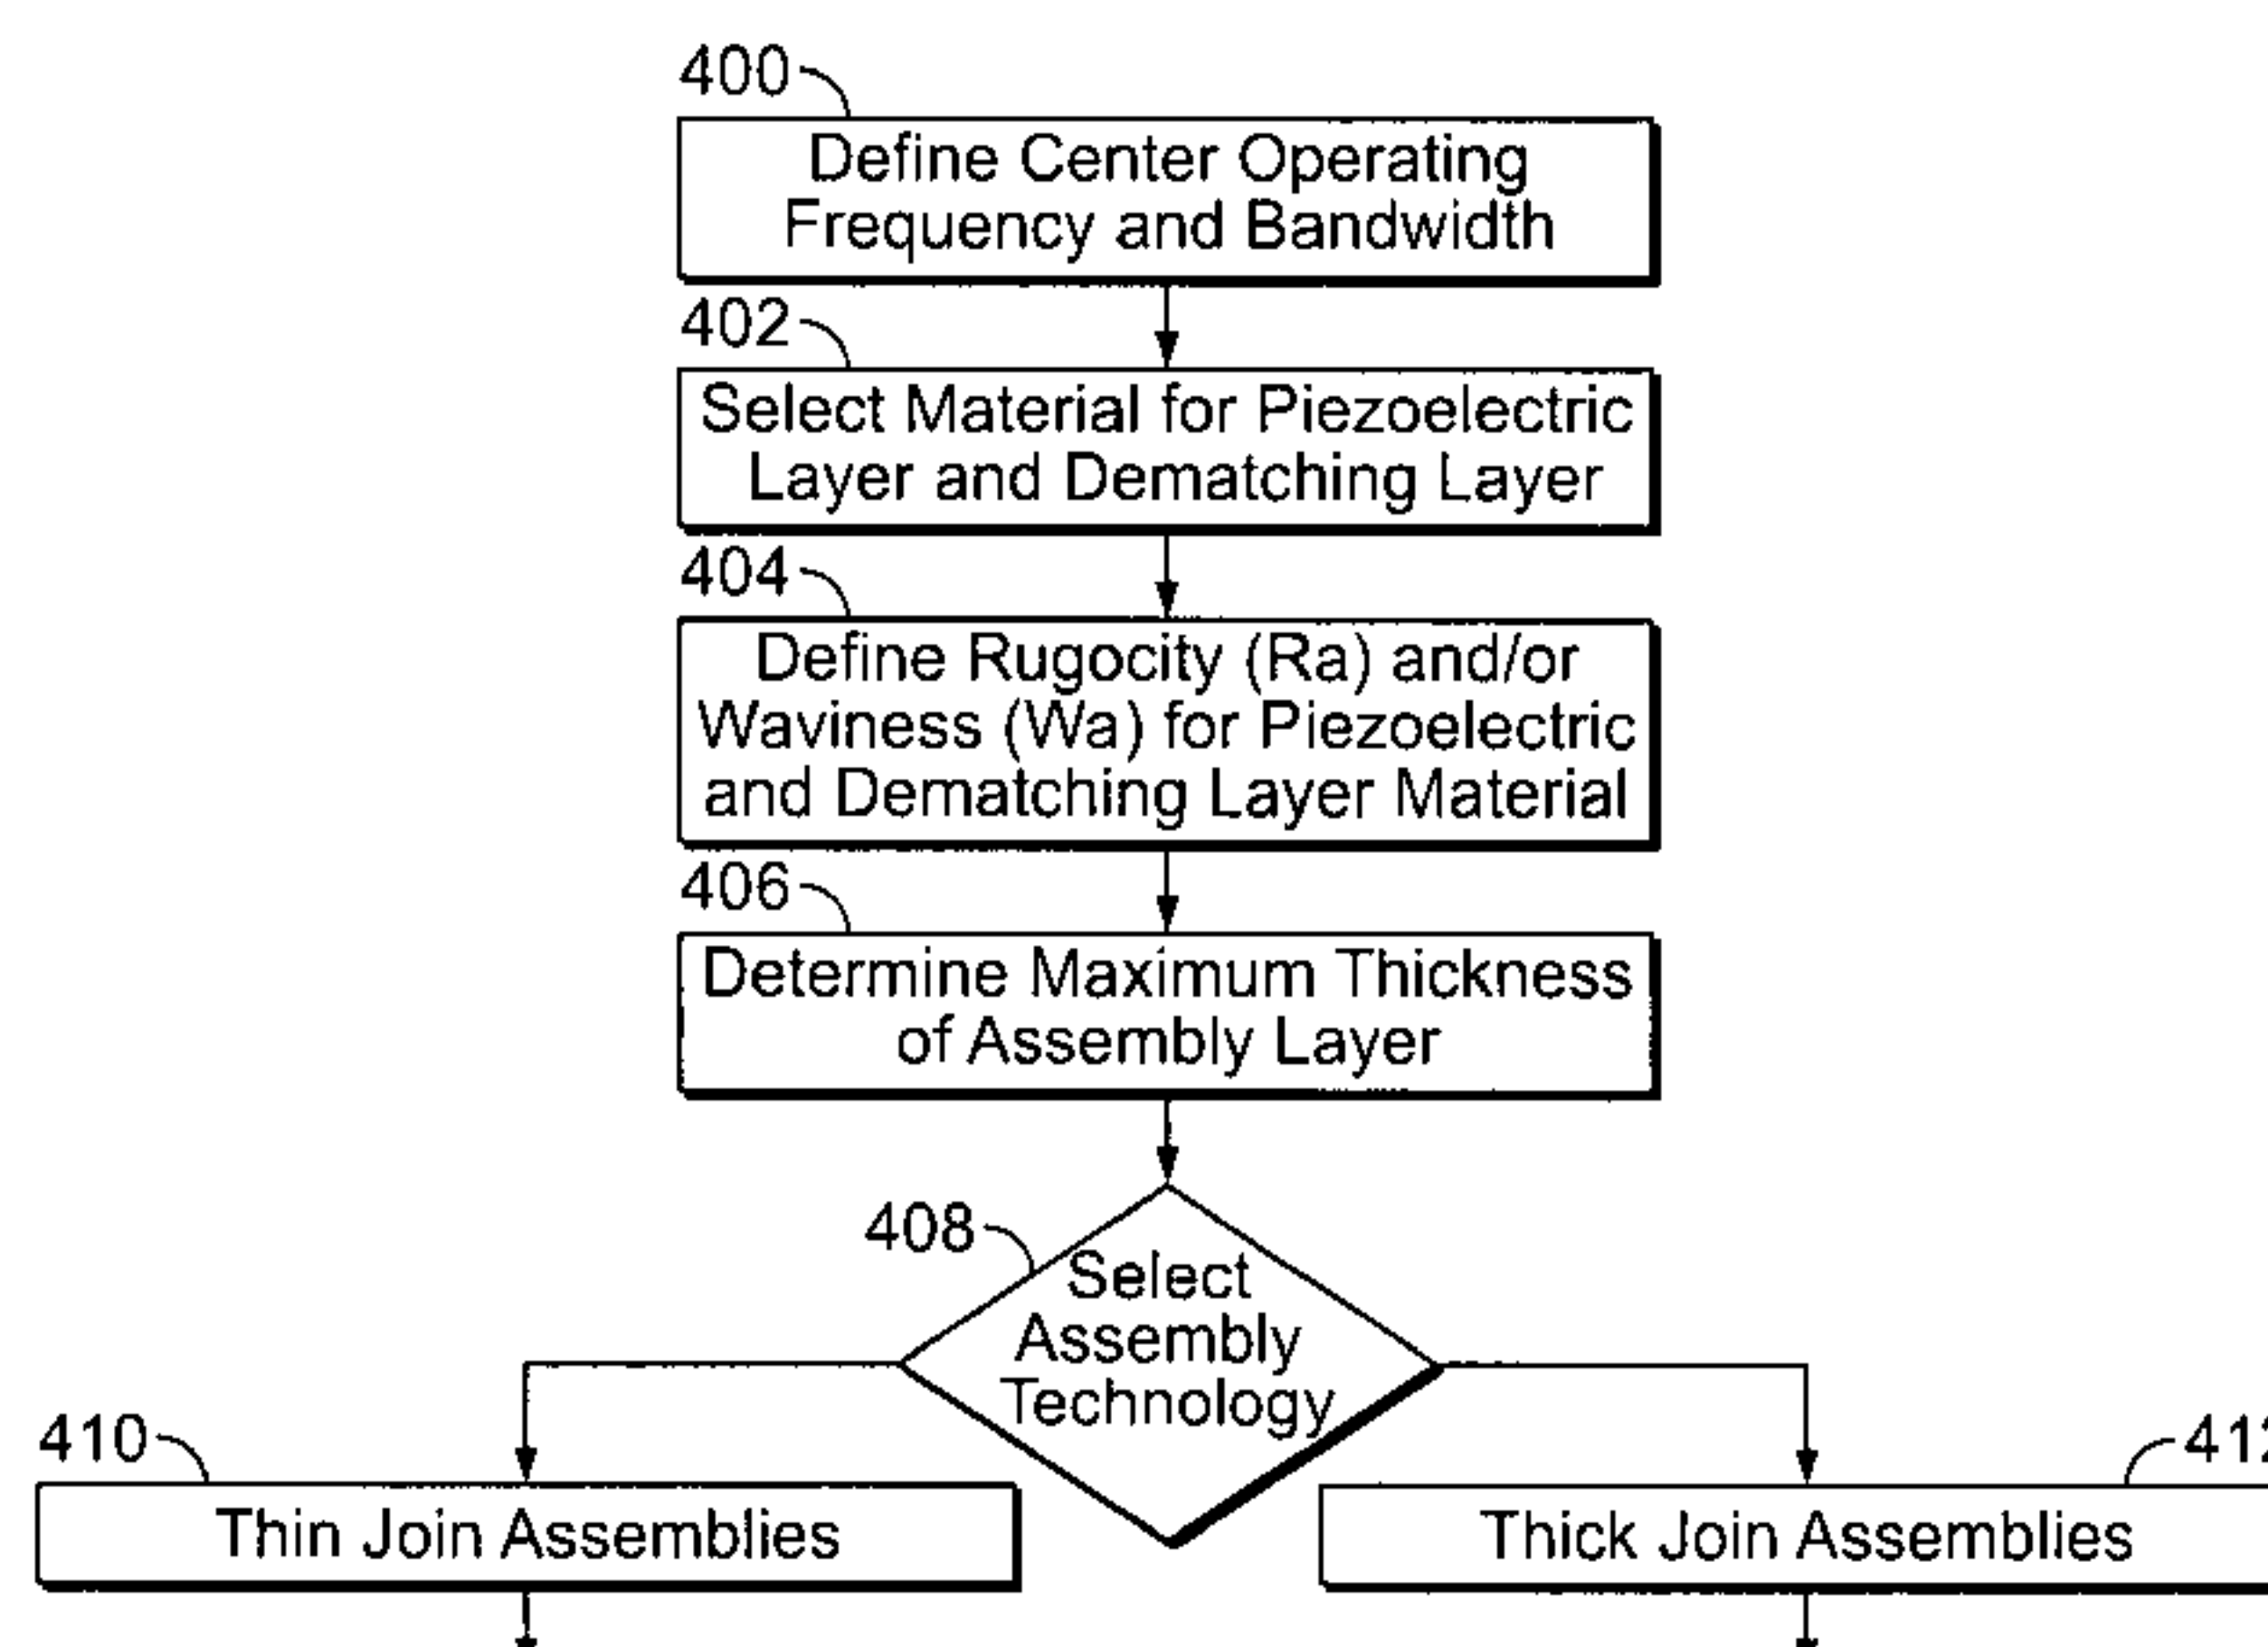 400
Define Center Operating
Frequency and Bandwidth
402
Select Material for Piezoelectric
Layer and Dematching Layer
404
Define Rugocity (Ra) and/or
Waviness (Wa) for Piezoelectric
and Dematching Layer Material
406
Determine Maximum Thickness
of Assembly Layer
408
Select
Assembly
Technology
410
Thin Join Assemblies
412
Thick Join Assemblies